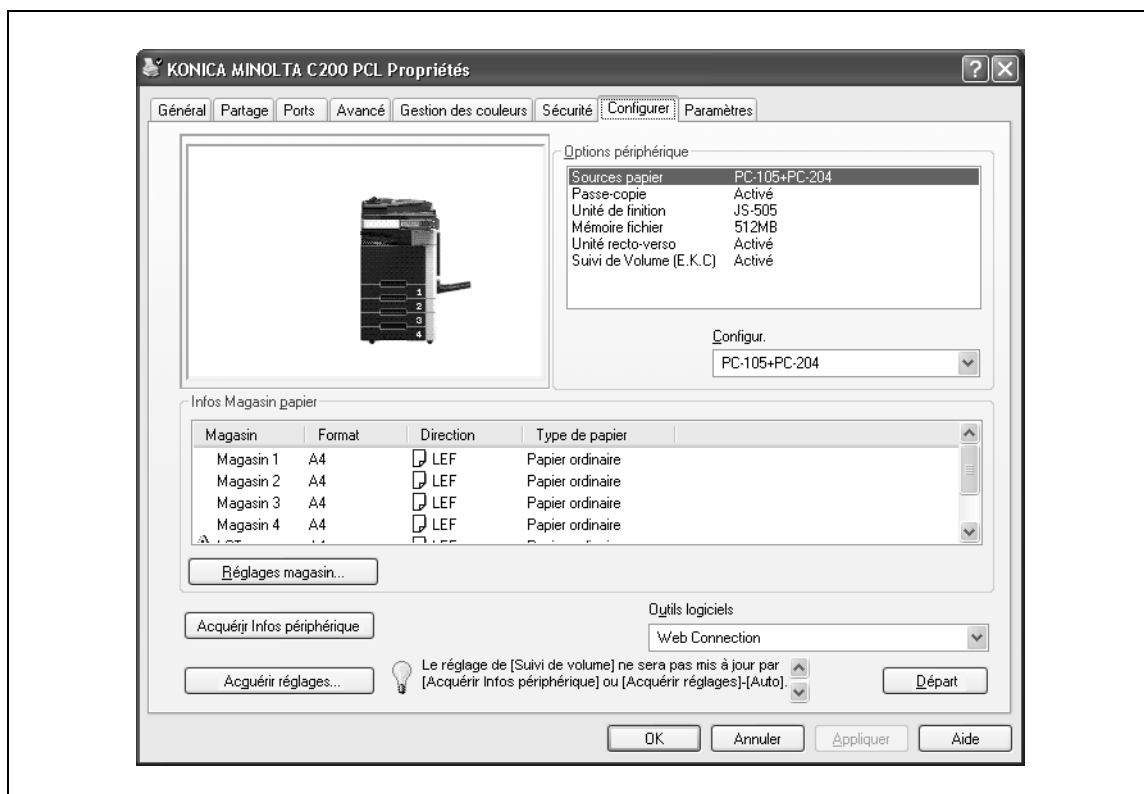 KONICA MINOLTA C200 PCL Propriétés
Général Partage Ports Avancé Gestion des couleurs Sécurité Configurer Paramètres
Options périphérique
Sources papier PC-105+PC-204
Passe-copie Activé
Unité de finition JS-505
Mémoire fichier 512MB
Unité recto-verso Activé
Suivi de Volume (E.K.C) Activé
1
2
3
4
Configur.
PC-105+PC-204
Infos Magasin papier
Magasin Format Direction Type de papier
Magasin 1 A4 LEF Papier ordinaire
Magasin 2 A4 LEF Papier ordinaire
Magasin 3 A4 LEF Papier ordinaire
Magasin 4 A4 LEF Papier ordinaire
Réglages magasin...
Outils logiciels
Acquérir Infos périphérique
Web Connection
Le réglage de [Suivi de volume] ne sera pas mis à jour par
[Acquérir Infos périphérique] ou [Acquérir réglages]-[Auto].
Acquérir réglages...
Départ
OK Annuler Appliquer Aide